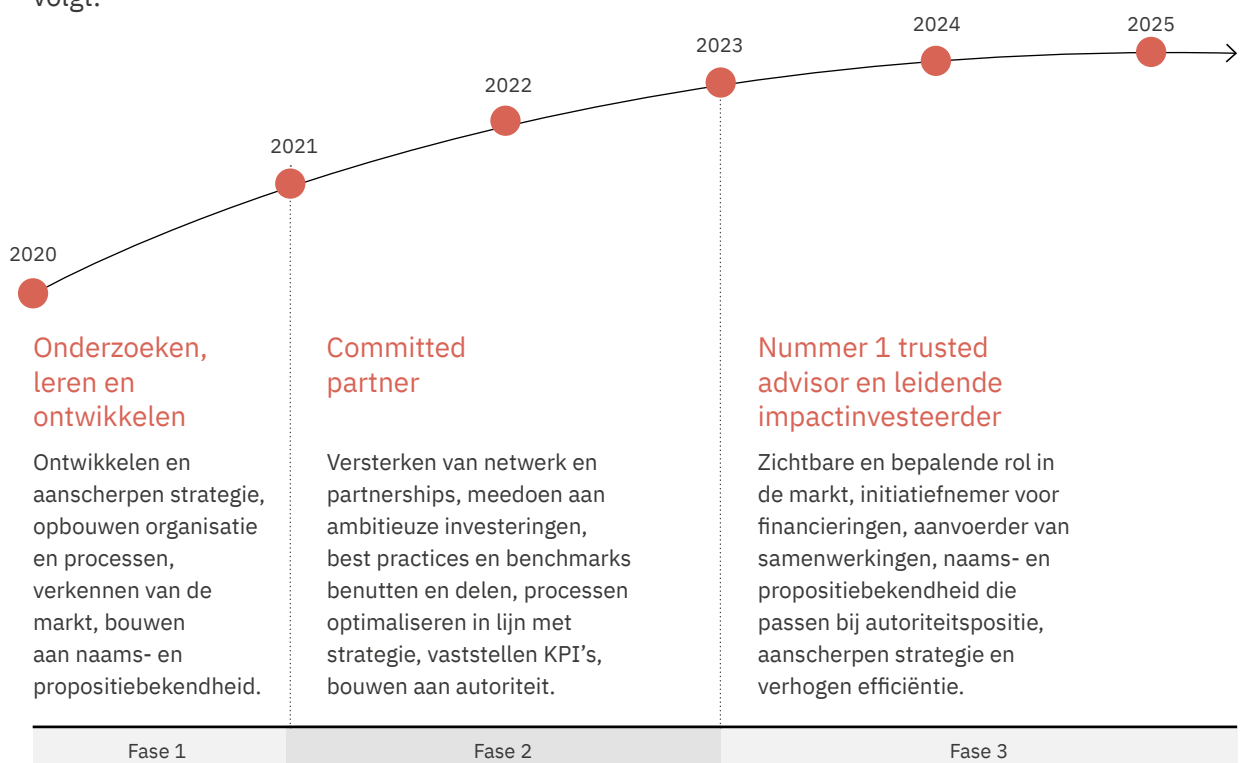 volgt:
2020
2021
2022
2023
2024
2025
Onderzoeken,
leren en
ontwikkelen
Ontwikkelen en
aanscherpen strategie,
opbouwen organisatie
en processen,
verkennen van de
markt, bouwen
aan naams- en
propositiebekendheid.
Committed
partner
Versterken van netwerk en
partnerships, meedoen aan
ambitieuze investeringen,
best practices en benchmarks
benutten en delen, processen
optimaliseren in lijn met
strategie, vaststellen KPI’s,
bouwen aan autoriteit.
Nummer 1 trusted
advisor en leidende
impactinvesteerder
Zichtbare en bepalende rol in
de markt, initiatiefnemer voor
financieringen, aanvoerder van
samenwerkingen, naams- en
propositiebekendheid die
passen bij autoriteitspositie,
aanscherpen strategie en
verhogen efficiëntie.
Fase 1
Fase 2
Fase 3